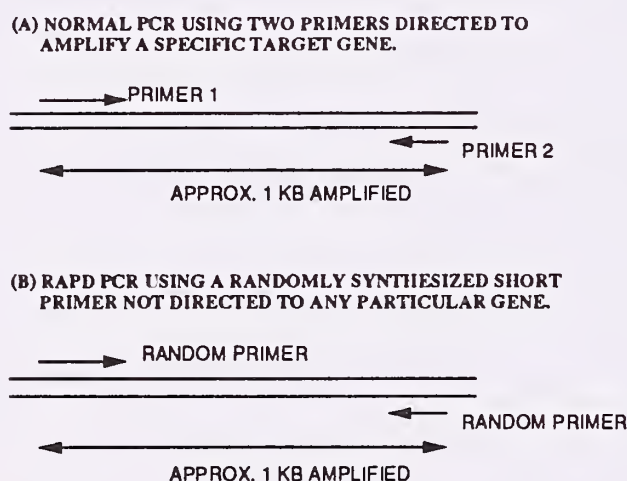 (A) NORMAL PCR USING TWO PRIMERS DIRECTED TO
AMPLIFY A SPECIFIC TARGET GENE.
PRIMER 1
PRIMER 2
APPROX. 1 KB AMPLIFIED
(B) RAPD PCR USING A RANDOMLY SYNTHESIZED SHORT
PRIMER NOT DIRECTED TO ANY PARTICULAR GENE.
RANDOM PRIMER
RANDOM PRIMER
APPROX. 1 KB AMPLIFIED